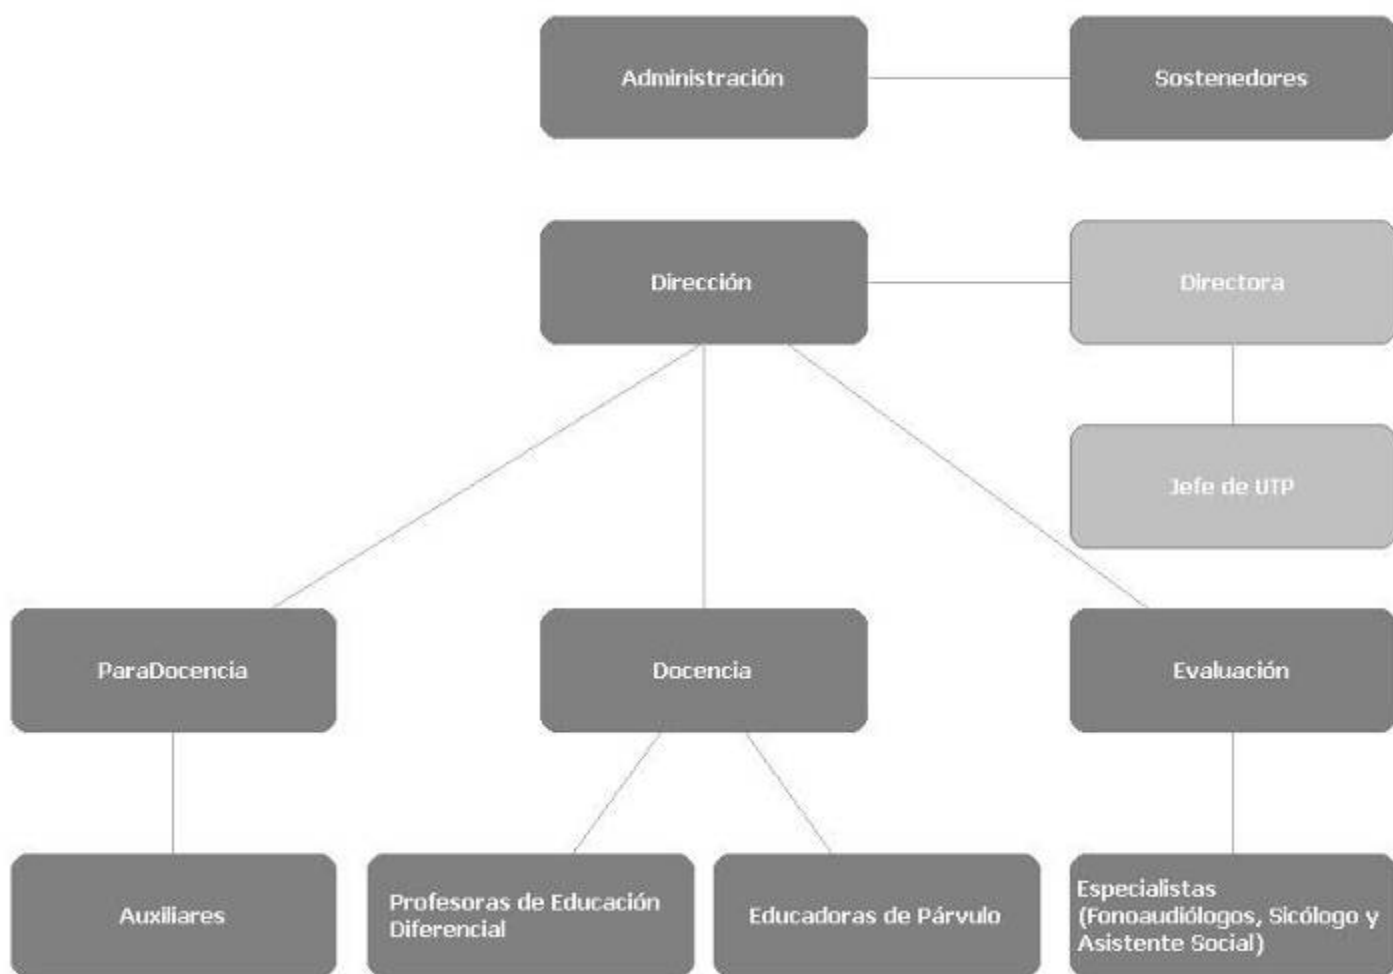 Administración
Sostenedores
Dirección
Directora
Jefe de UTP
ParaDocencia
Docencia
Evaluación
Auxiliares
Profesoras de Educación
Diferencial
Educadoras de Párvulo
Especialistas
(Fonoaudiólogos, Sicólogo y
Asistente Social)